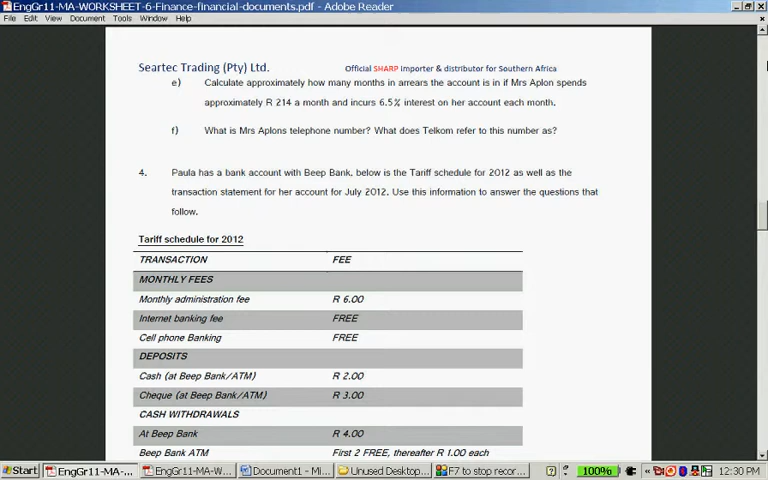 EngGr11-MA-WORKSHEET-6-Finance-financial-documents.pdf - Adobe Reader
File Edit View Document Tools Window Help
Seartec Trading (Pty) Ltd. Official SHARP Importer & distributor for Southern Africa
e) Calculate approximately how many months in arrears the account is in if Mrs Aplon spends
approximately R 214 a month and incurs 6.5% interest on her account each month.
f) What is Mrs Aplons telephone number? What does Telkom refer to this number as?
4. Paula has a bank account with Beep Bank, below is the Tariff schedule for 2012 as well as the
transaction statement for her account for July 2012. Use this information to answer the questions that
follow.
Tariff schedule for 2012
TRANSACTION FEE
MONTHLY FEES
Monthly administration fee R 6.00
Internet banking fee FREE
Cell phone Banking FREE
DEPOSITS
Cash (at Beep Bank/ATM) R 2.00
Cheque (at Beep Bank/ATM) R 3.00
CASH WITHDRAWALS
At Beep Bank R 4.00
Beep Bank ATM First 2 FREE, thereafter R 1.00 each
Start EngGr11-MA-... EngGr11-MA-W... Document1 - Mi... Unused Desktop... F7 to stop recor... 100% 12:30 PM